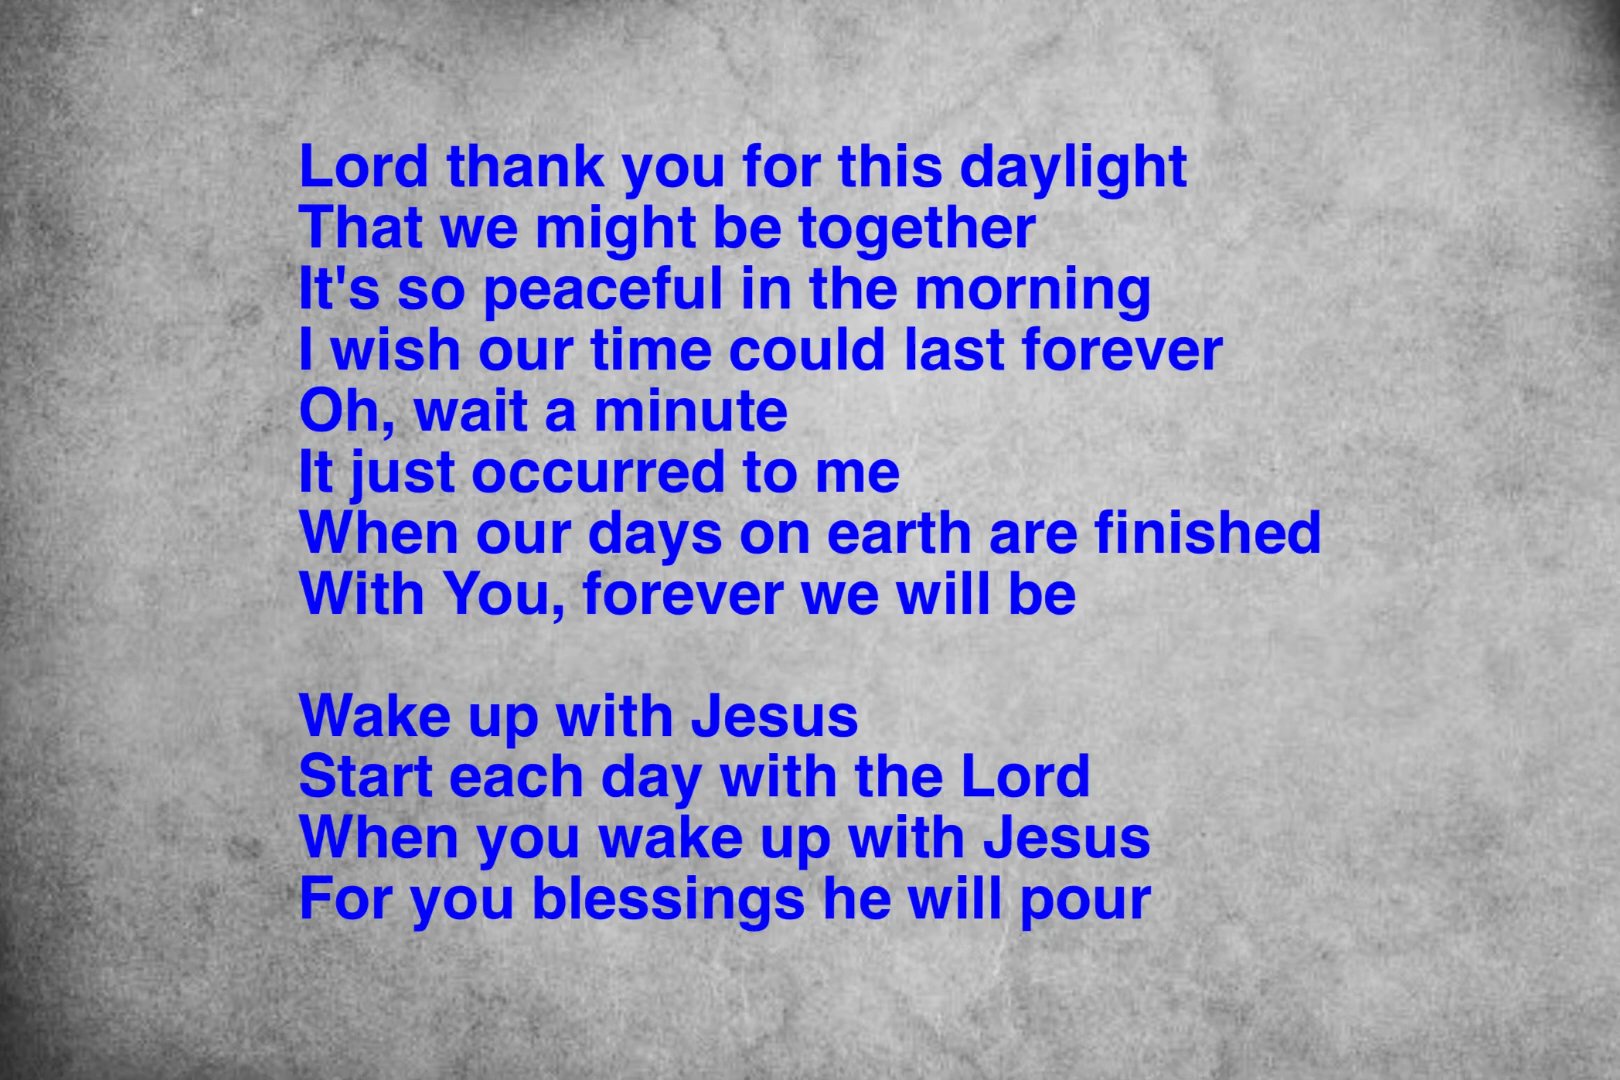 Lord thank you for this daylight
That we might be together
It's so peaceful in the morning
I wish our time could last forever
Oh, wait a minute
It just occurred to me
When our days on earth are finished
With You, forever we will be

Wake up with Jesus
Start each day with the Lord
When you wake up with Jesus
For you blessings he will pour